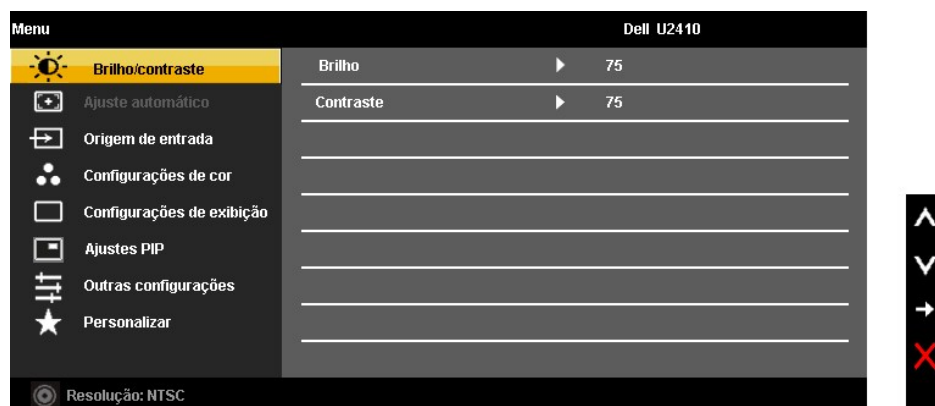 Menu Dell U2410
Brilho/contraste Brilho 75
Ajuste automático Contraste 75
Origem de entrada
Configurações de cor
Configurações de exibição
Ajustes PIP
Outras configurações
Personalizar
Resolução: NTSC